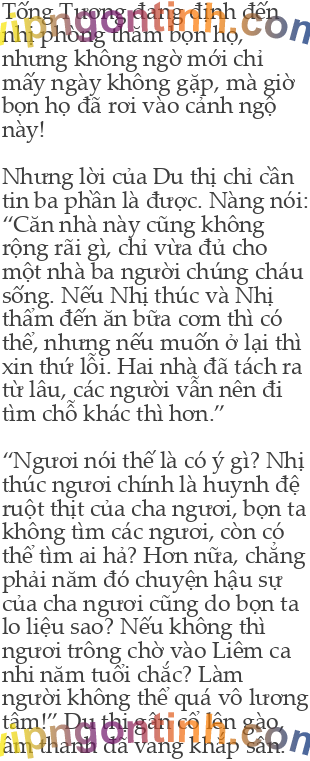 Tống Tương đang định đến
nhị phòng thăm bọn họ,
nhưng không ngờ mới chỉ
mấy ngày không gặp, mà giờ
bọn họ đã rơi vào cảnh ngộ
này!
Nhưng lời của Du thị chỉ cần
tin ba phần là được. Nàng nói:
“Căn nhà này cũng không
rộng rãi gì, chỉ vừa đủ cho
một nhà ba người chúng cháu
sống. Nếu Nhị thúc và Nhị
thẩm đến ăn bữa cơm thì có
thể, nhưng nếu muốn ở lại thì
xin thứ lỗi. Hai nhà đã tách ra
từ lâu, các người vẫn nên đi
tìm chỗ khác thì hơn.”
“Ngươi nói thế là có ý gì? Nhị
thúc ngươi chính là huynh đệ
ruột thịt của cha ngươi, bọn ta
không tìm các ngươi, còn có
thể tìm ai hả? Hơn nữa, chẳng
phải năm đó chuyện hậu sự
của cha ngươi cũng do bọn ta
lo liệu sao? Nếu không thì
ngươi trông chờ vào Liêm ca
nhi năm tuổi chắc? Làm
người không thể quá vô lương
tâm!” Du thị gân cổ lên gào,
âm thanh đã vang khắp sân.
vipngontinh.com
vipngontinh.com